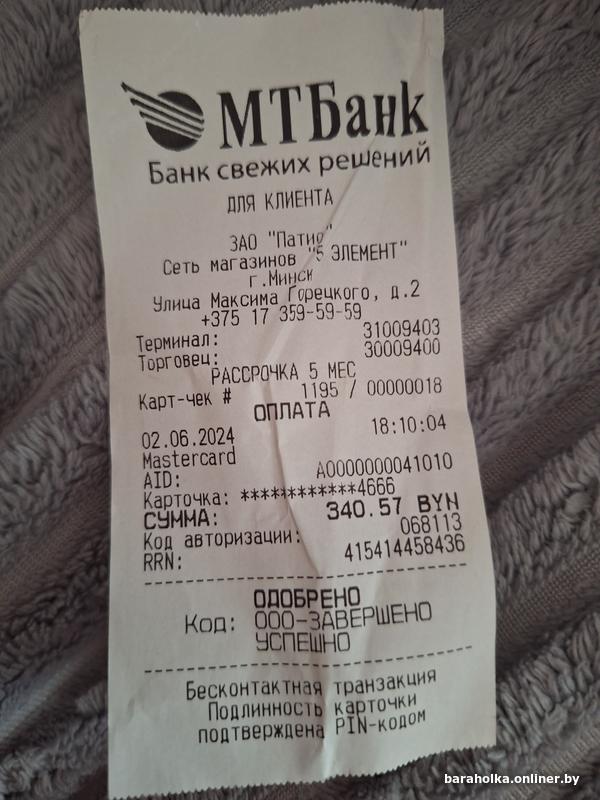 МТБанк
Банк свежих решений
ДЛЯ КЛИЕНТА
ЗАО "Патио"
Сеть магазинов "5 ЭЛЕМЕНТ"
г.Минск
Улица Максима Горецкого, д.2
+375 17 359-59-59
Терминал: 31009403
Торговец: 30009400
РАССРОЧКА 5 МЕС
Карт-чек # 1195 / 00000018
ОПЛАТА
02.06.2024 18:10:04
Mastercard
AID: A0000000041010
Карточка: ************4666
СУММА: 340.57 BYN
Код авторизации: 068113
RRN: 415414458436
ОДОБРЕНО
Код: 000-ЗАВЕРШЕНО
УСПЕШНО
Бесконтактная транзакция
Подлинность карточки
подтверждена PIN-кодом
baraholka.onliner.by